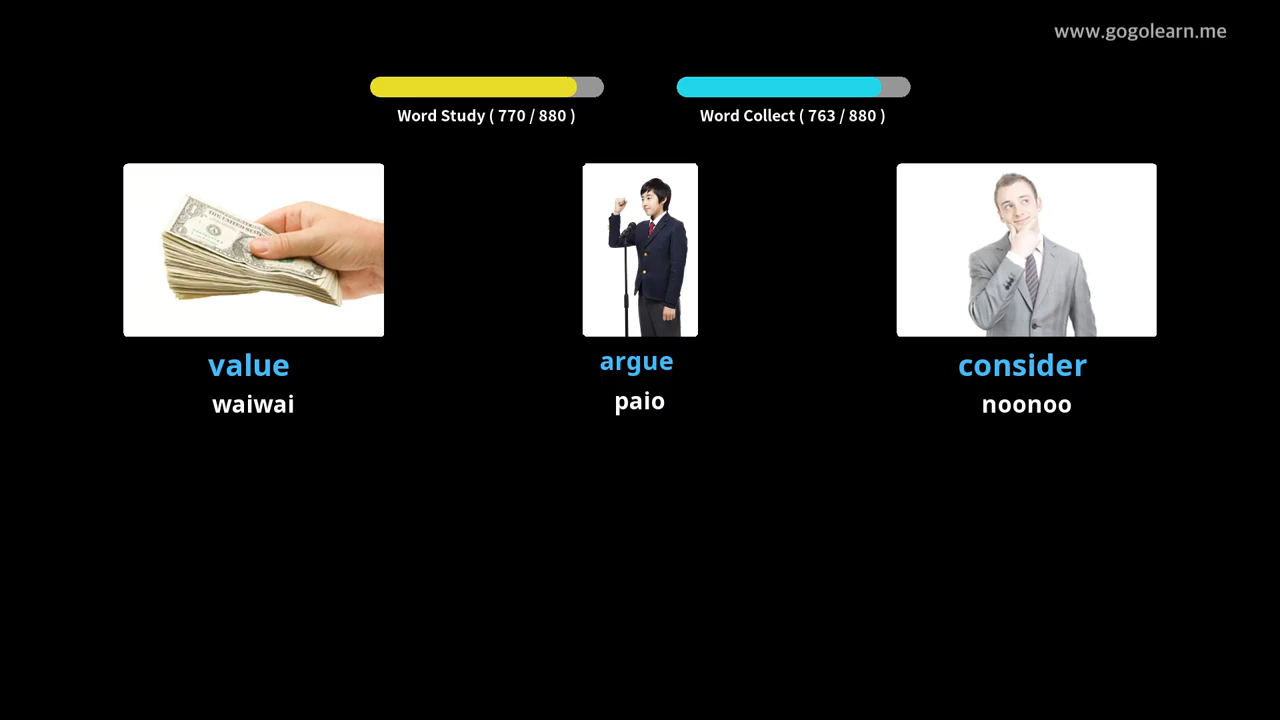 www.gogolearn.me
Word Study ( 770 / 880 )
Word Collect ( 763 / 880 )
value
argue
consider
waiwai
paio
noonoo